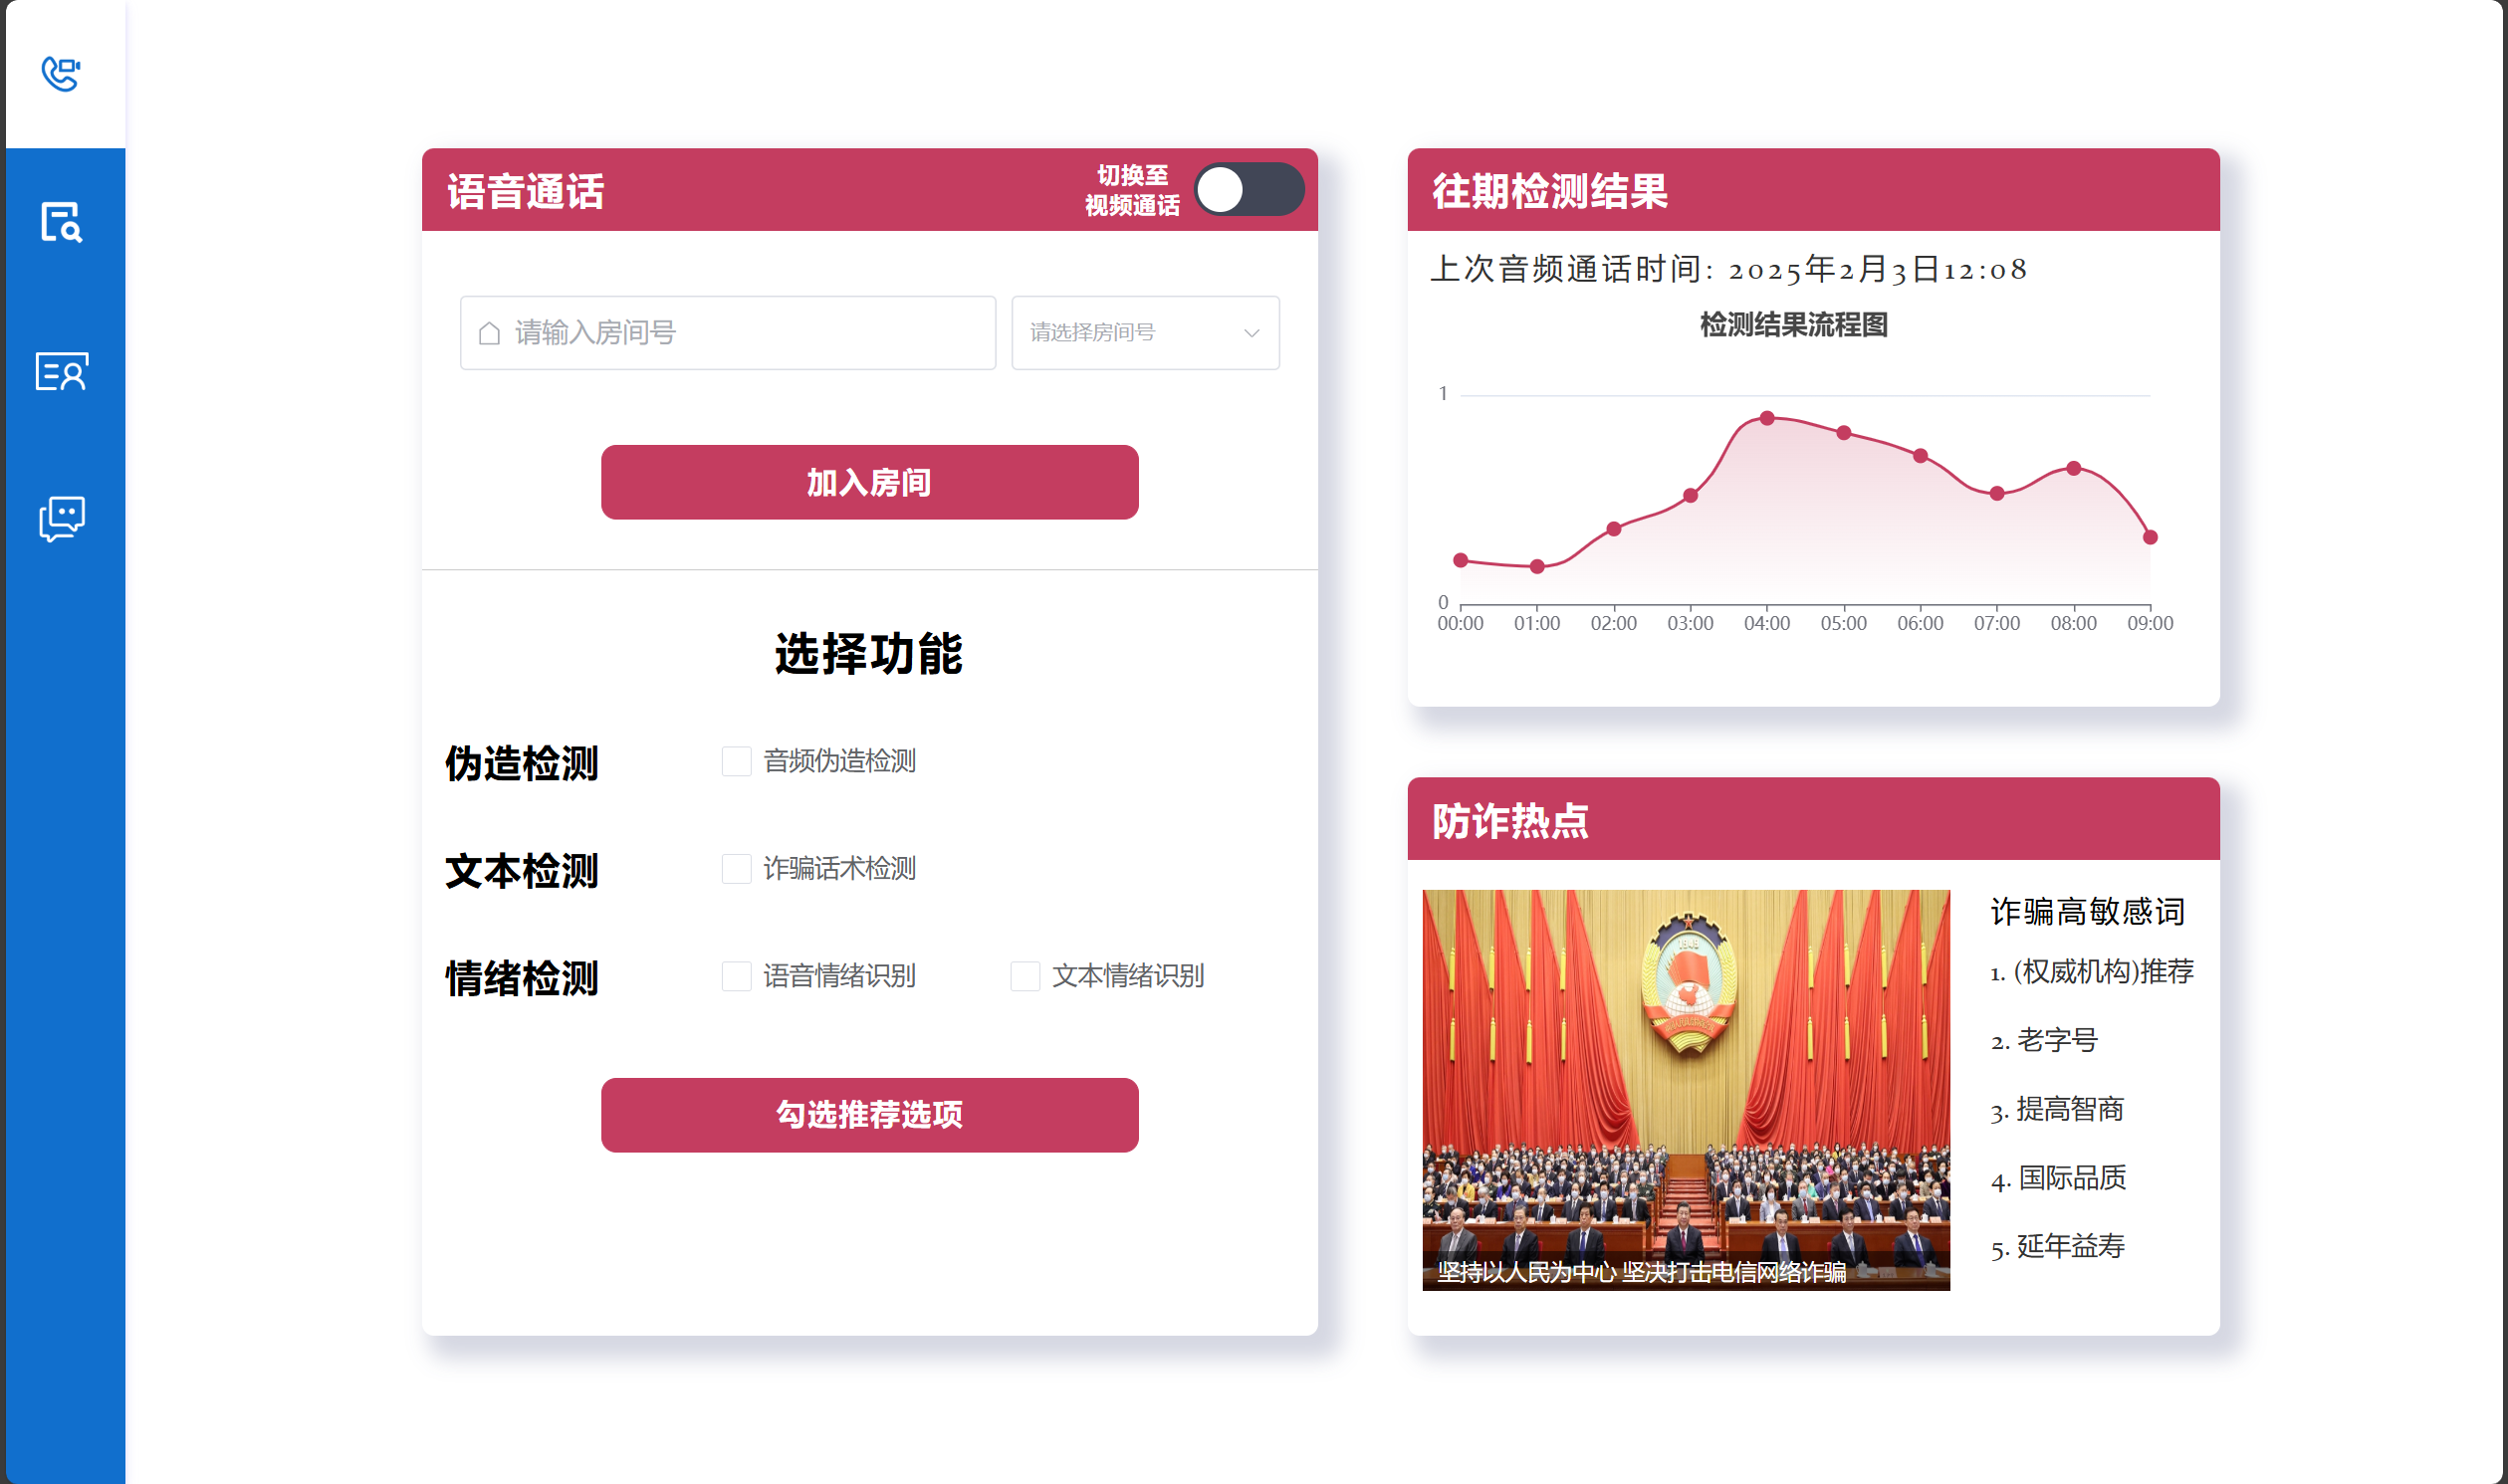 语音通话
切换至
视频通话
请输入房间号
请选择房间号
加入房间
选择功能
伪造检测
音频伪造检测
文本检测
诈骗话术检测
情绪检测
语音情绪识别
文本情绪识别
勾选推荐选项
往期检测结果
上次音频通话时间: 2025年2月3日12:08
检测结果流程图
1
0
00:00 01:00 02:00 03:00 04:00 05:00 06:00 07:00 08:00 09:00
防诈热点
坚持以人民为中心 坚决打击电信网络诈骗
诈骗高敏感词
1. (权威机构)推荐
2. 老字号
3. 提高智商
4. 国际品质
5. 延年益寿